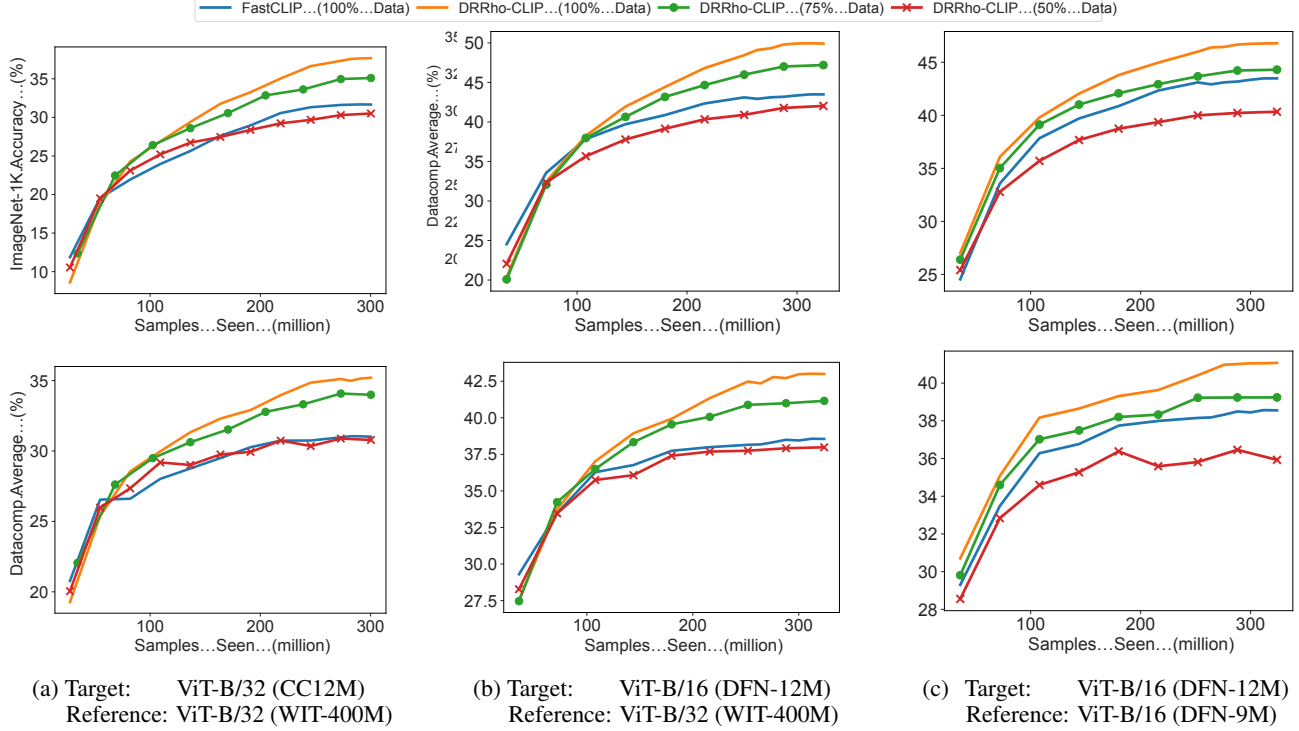 FastCLIP…(100%…Data) DRRho-CLIP…(100%…Data) DRRho-CLIP…(75%…Data) DRRho-CLIP…(50%…Data)
ImageNet-1K.Accuracy…(%)
35
30
25
20
15
10
100 200 300
Samples…Seen…(million)
Datacomp.Average…(%)
50
45
40
35
30
25
20
100 200 300
Samples…Seen…(million)
45
40
35
30
25
100 200 300
Samples…Seen…(million)
Datacomp.Average…(%)
35
30
25
20
100 200 300
Samples…Seen…(million)
42.5
40.0
37.5
35.0
32.5
30.0
27.5
100 200 300
Samples…Seen…(million)
40
38
36
34
32
30
28
100 200 300
Samples…Seen…(million)
(a) Target: ViT-B/32 (CC12M)
Reference: ViT-B/32 (WIT-400M)
(b) Target: ViT-B/16 (DFN-12M)
Reference: ViT-B/32 (WIT-400M)
(c) Target: ViT-B/16 (DFN-12M)
Reference: ViT-B/16 (DFN-9M)